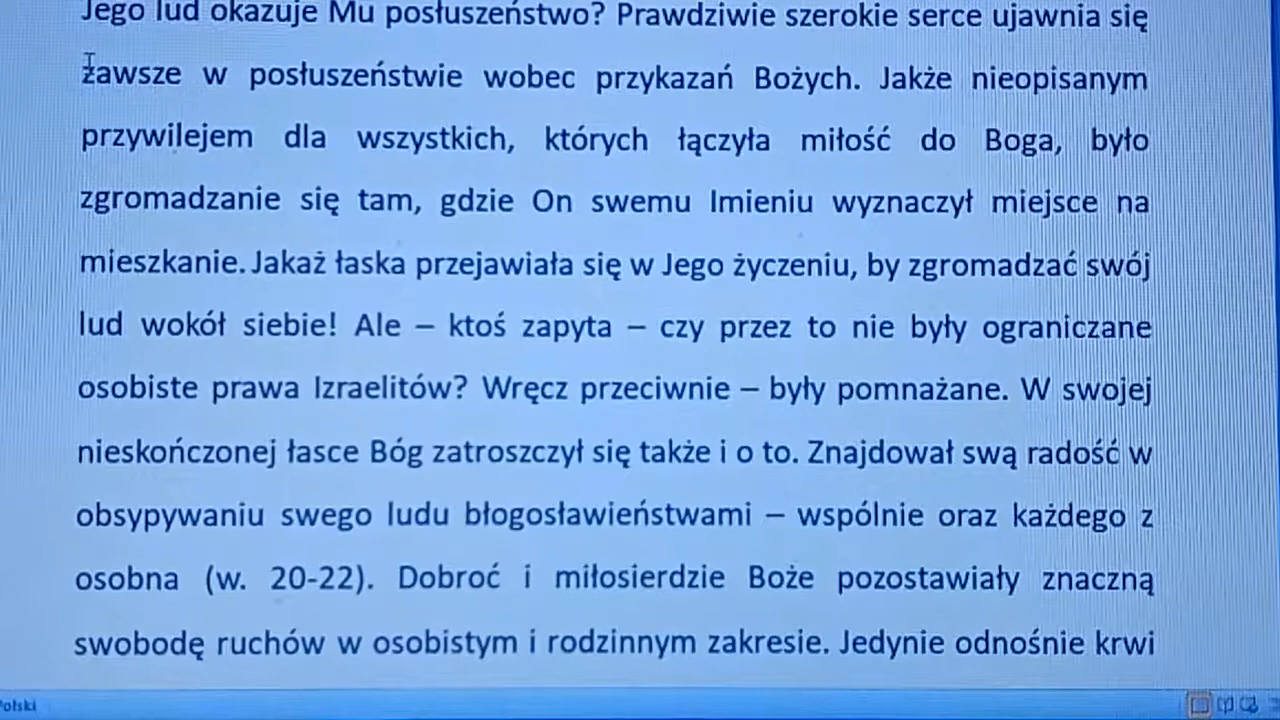 Jego lud okazuje Mu posłuszeństwo? Prawdziwie szerokie serce ujawnia się
zawsze w posłuszeństwie wobec przykazań Bożych. Jakże nieopisanym
przywilejem dla wszystkich, których łączyła miłość do Boga, było
zgromadzanie się tam, gdzie On swemu Imieniu wyznaczył miejsce na
mieszkanie. Jakaż łaska przejawiała się w Jego życzeniu, by zgromadzać swój
lud wokół siebie! Ale – ktoś zapyta – czy przez to nie były ograniczane
osobiste prawa Izraelitów? Wręcz przeciwnie – były pomnażane. W swojej
nieskończonej łasce Bóg zatroszczył się także i o to. Znajdował swą radość w
obsypywaniu swego ludu błogosławieństwami – wspólnie oraz każdego z
osobna (w. 20-22). Dobroć i miłosierdzie Boże pozostawiały znaczną
swobodę ruchów w osobistym i rodzinnym zakresie. Jedynie odnośnie krwi
Polski